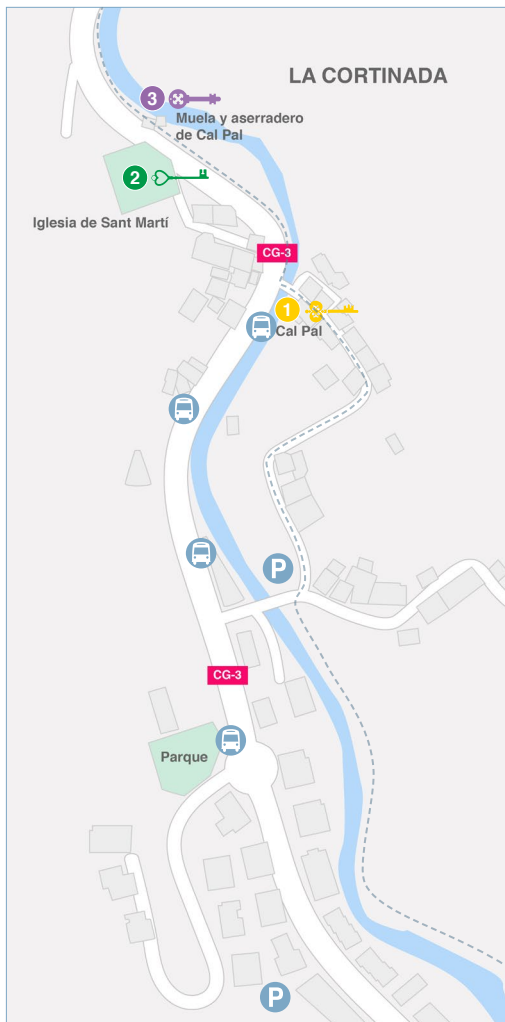 LA CORTINADA
3
Muela y aserradero
de Cal Pal
2
Iglesia de Sant Martí
CG-3
1
Cal Pal
P
CG-3
Parque
P